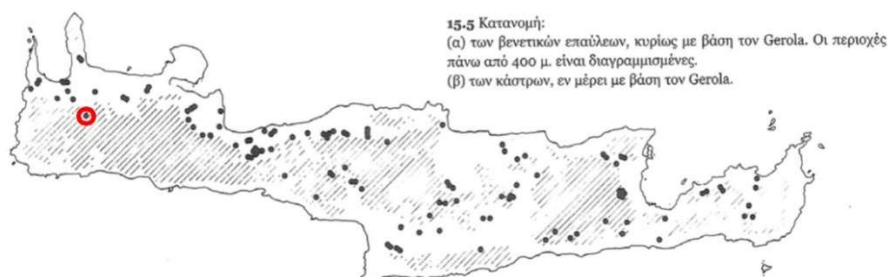 15.5 Κατανομή:
(α) των βενετικών επαύλεων, κυρίως με βάση τον Gerola. Οι περιοχές
πάνω από 400 μ. είναι διαγραμμισμένες.
(β) των κάστρων, εν μέρει με βάση τον Gerola.